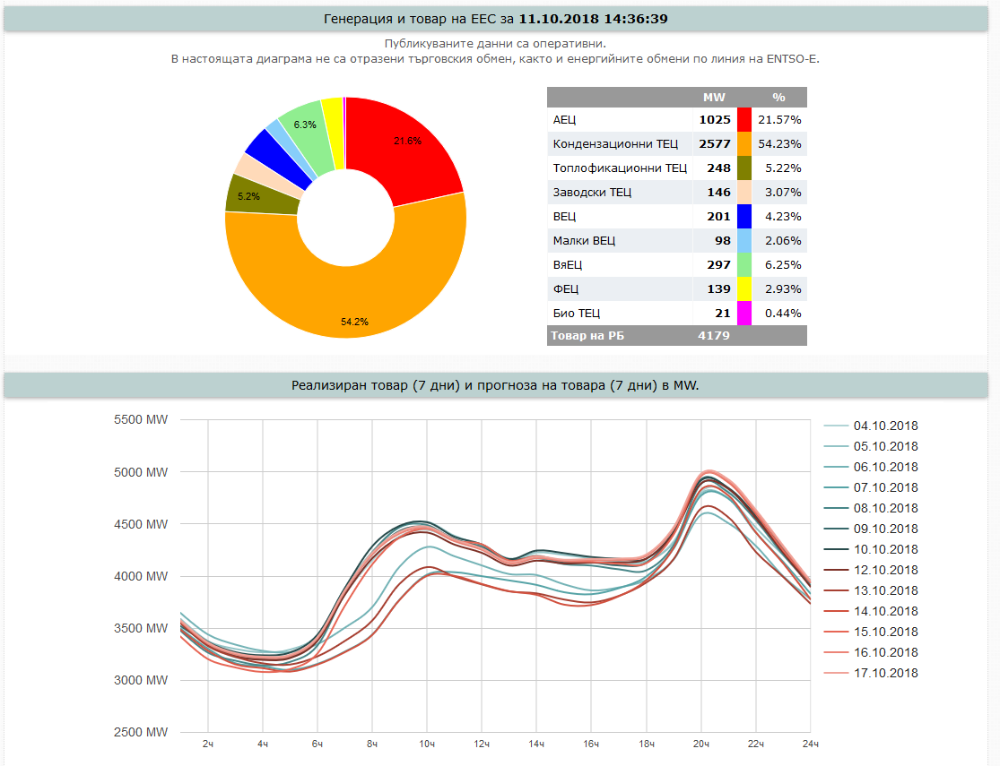 Генерация и товар на ЕЕС за 11.10.2018 14:36:39
Публикуваните данни са оперативни.
В настоящата диаграма не са отразени търговския обмен, както и енергийните обмени по линия на ENTSO-E.
6.3%
21.6%
5.2%
54.2%
MW %
АЕЦ 1025 21.57%
Кондензационни ТЕЦ 2577 54.23%
Топлофикационни ТЕЦ 248 5.22%
Заводски ТЕЦ 146 3.07%
ВЕЦ 201 4.23%
Малки ВЕЦ 98 2.06%
ВяЕЦ 297 6.25%
ФЕЦ 139 2.93%
Био ТЕЦ 21 0.44%
Товар на РБ 4179
Реализиран товар (7 дни) и прогноза на товара (7 дни) в MW.
5500 MW
5000 MW
4500 MW
4000 MW
3500 MW
3000 MW
2500 MW
2ч 4ч 6ч 8ч 10ч 12ч 14ч 16ч 18ч 20ч 22ч 24ч
04.10.2018
05.10.2018
06.10.2018
07.10.2018
08.10.2018
09.10.2018
10.10.2018
12.10.2018
13.10.2018
14.10.2018
15.10.2018
16.10.2018
17.10.2018